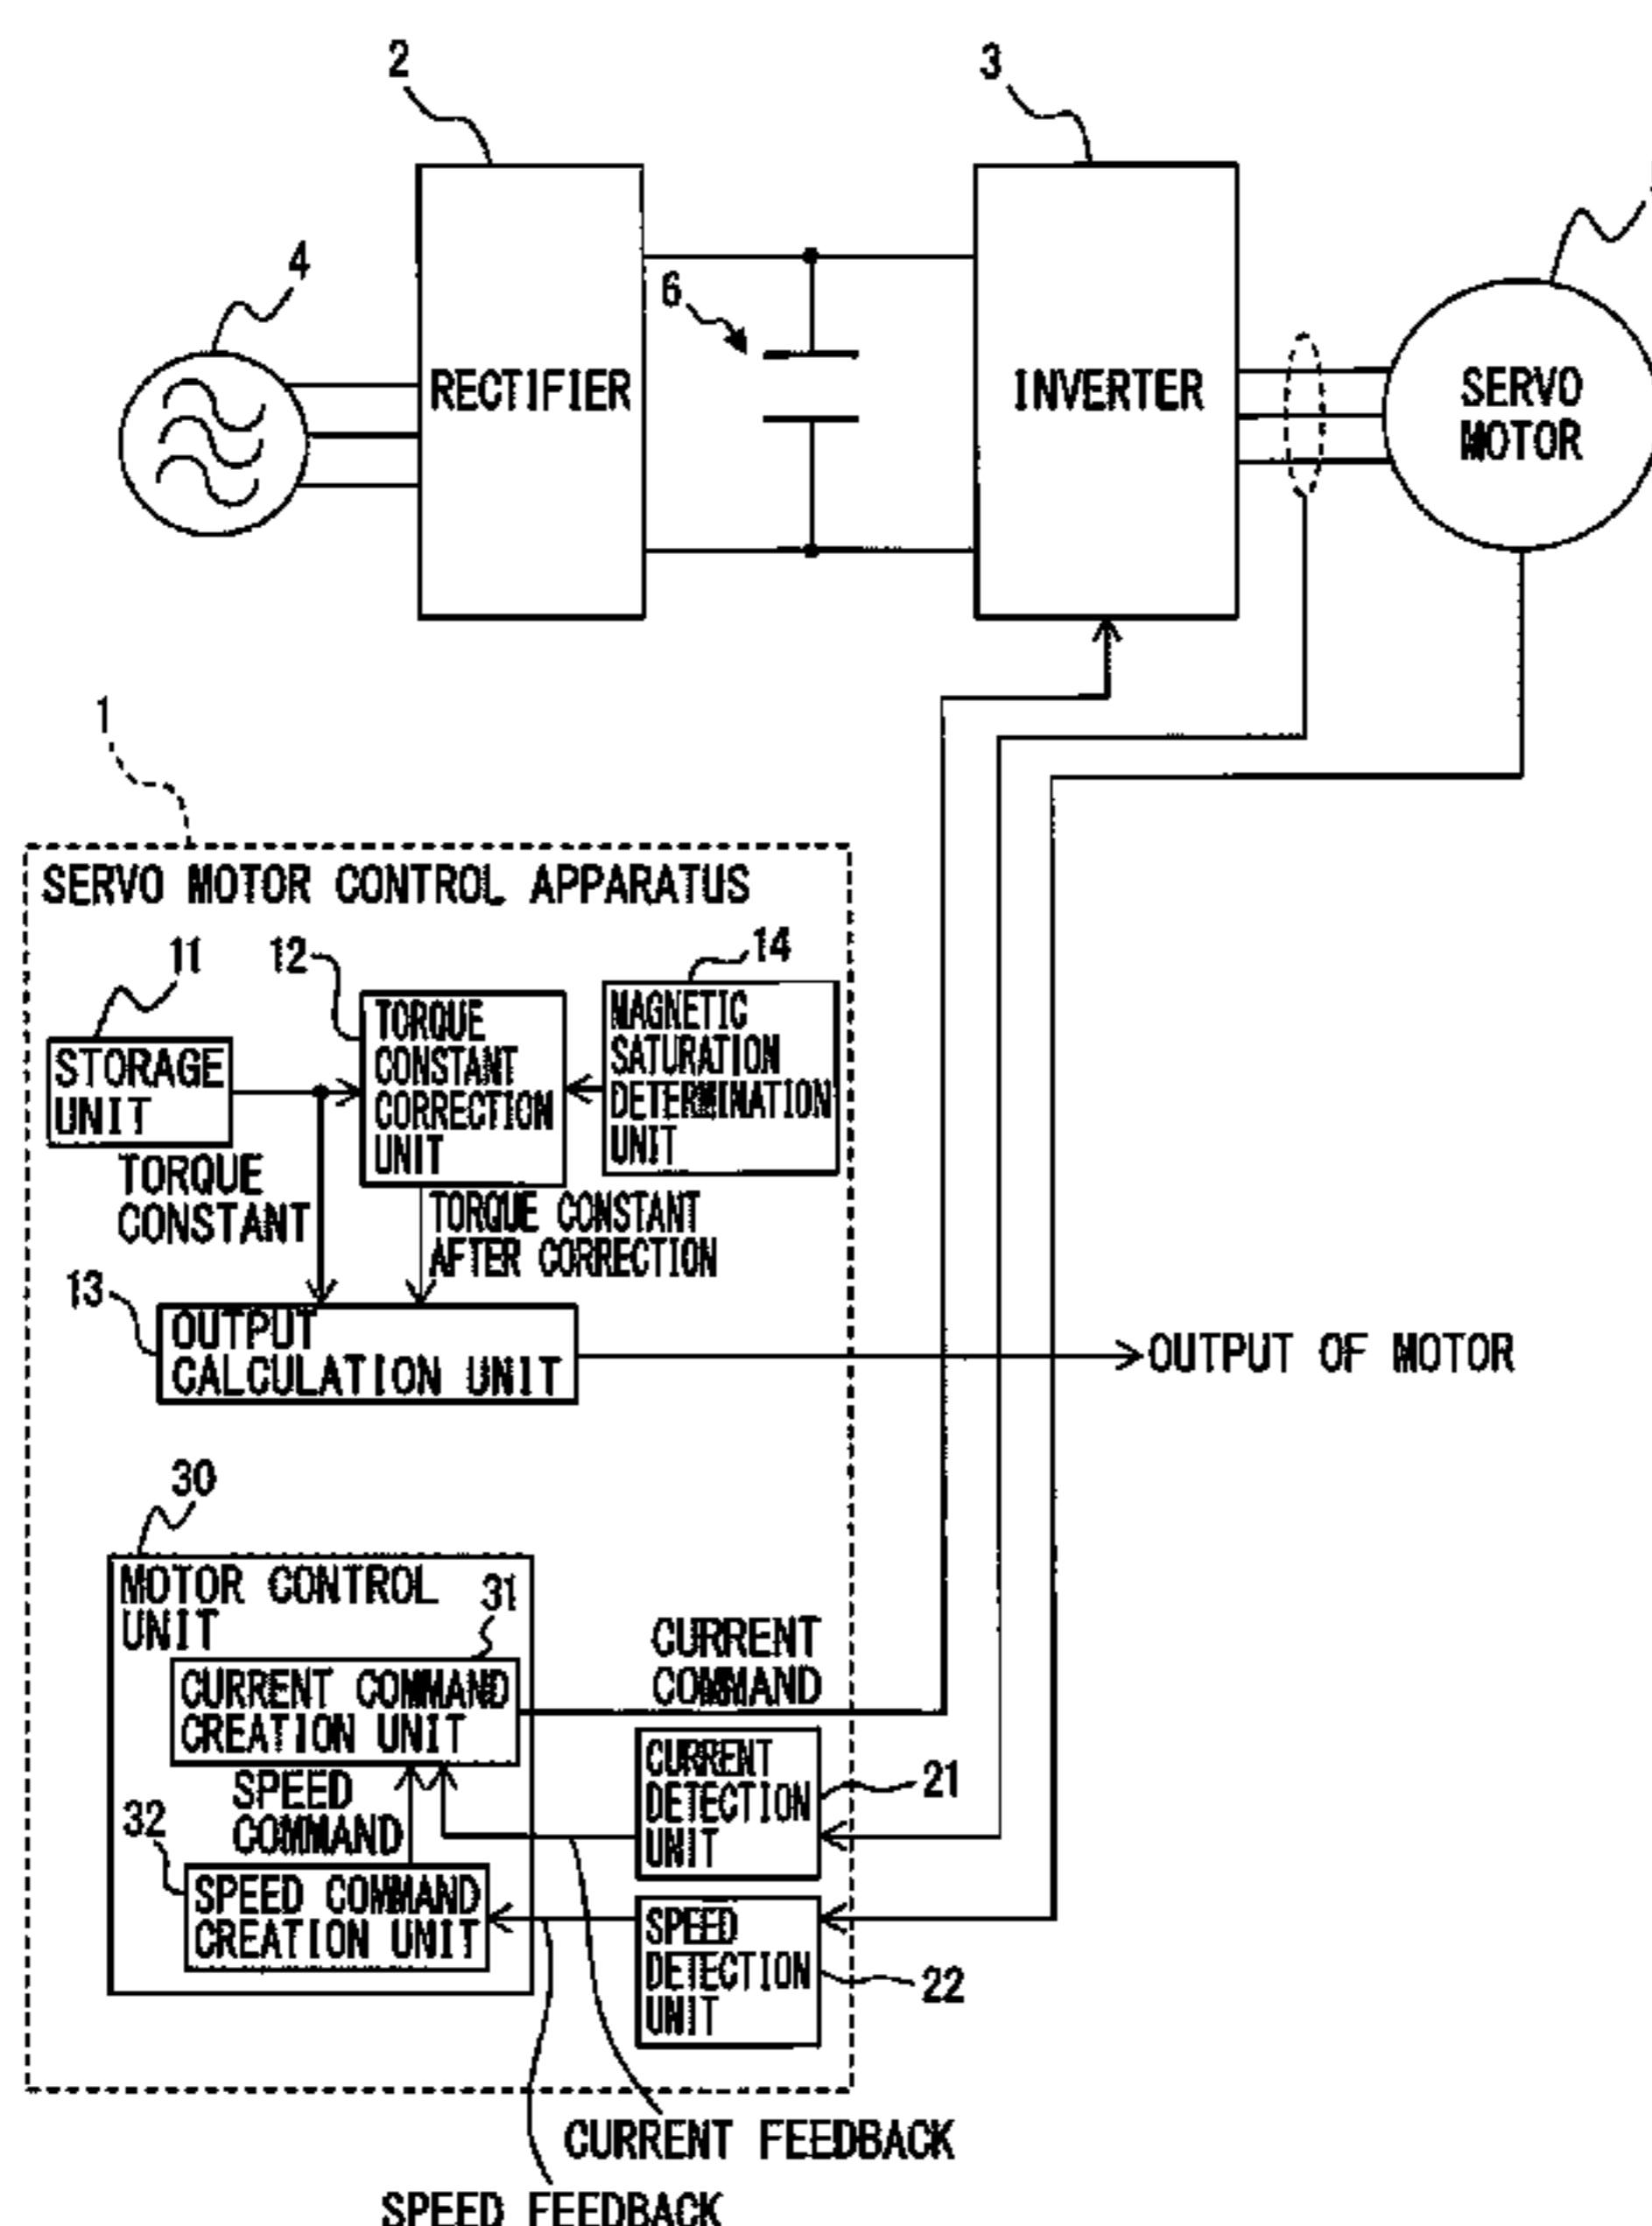 2
3
4
6
RECTIFIER
INVERTER
SERVO
MOTOR
1
SERVO MOTOR CONTROL APPARATUS
11
12
14
STORAGE
UNIT
TORQUE
CONSTANT
CORRECTION
UNIT
MAGNETIC
SATURATION
DETERMINATION
UNIT
TORQUE
CONSTANT
TORQUE CONSTANT
AFTER CORRECTION
13
OUTPUT
CALCULATION UNIT
OUTPUT OF MOTOR
30
MOTOR CONTROL
UNIT
31
CURRENT COMMAND
CREATION UNIT
CURRENT
COMMAND
SPEED
COMMAND
32
SPEED COMMAND
CREATION UNIT
CURRENT
DETECTION
UNIT
21
SPEED
DETECTION
UNIT
22
CURRENT FEEDBACK
SPEED FEEDBACK